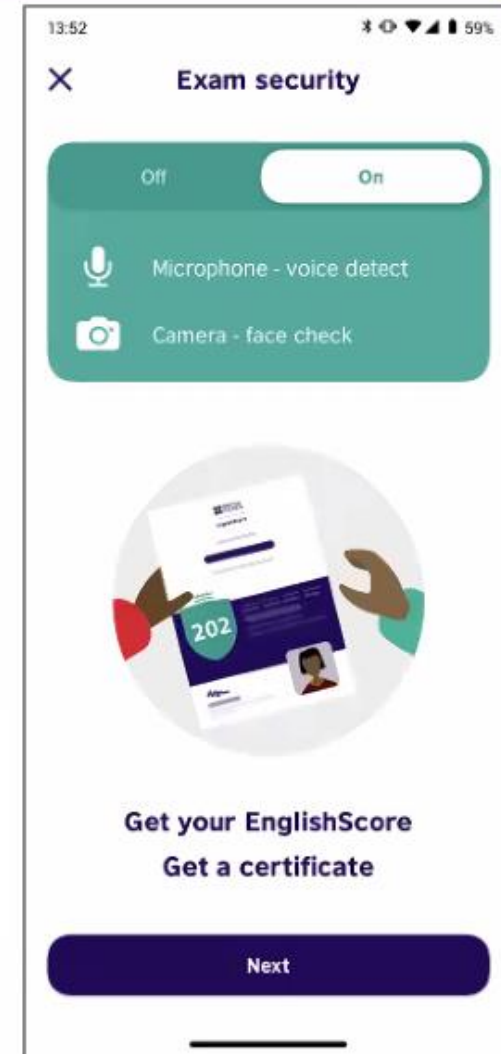 13:52
59%
Exam security
Off
On
Microphone - voice detect
Camera - face check
202
Get your EnglishScore
Get a certificate
Next